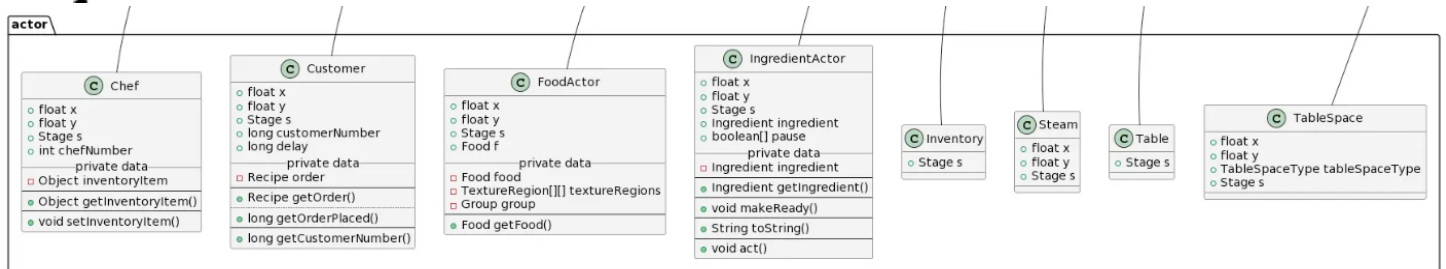 actor
C Chef
float x
float y
Stage s
int chefNumber
private data
Object inventoryItem
Object getInventoryItem()
void setInventoryItem()
C Customer
float x
float y
Stage s
long customerNumber
long delay
private data
Recipe order
Recipe getOrder()
long getOrderPlaced()
long getCustomerNumber()
C FoodActor
float x
float y
Stage s
Food f
private data
Food food
TextureRegion[][] textureRegions
Group group
Food getFood()
C IngredientActor
float x
float y
Stage s
Ingredient ingredient
boolean[] pause
private data
Ingredient ingredient
Ingredient getIngredient()
void makeReady()
String toString()
void act()
C Inventory
Stage s
C Steam
float x
float y
Stage s
C Table
Stage s
C TableSpace
float x
float y
TableSpaceType tableSpaceType
Stage s